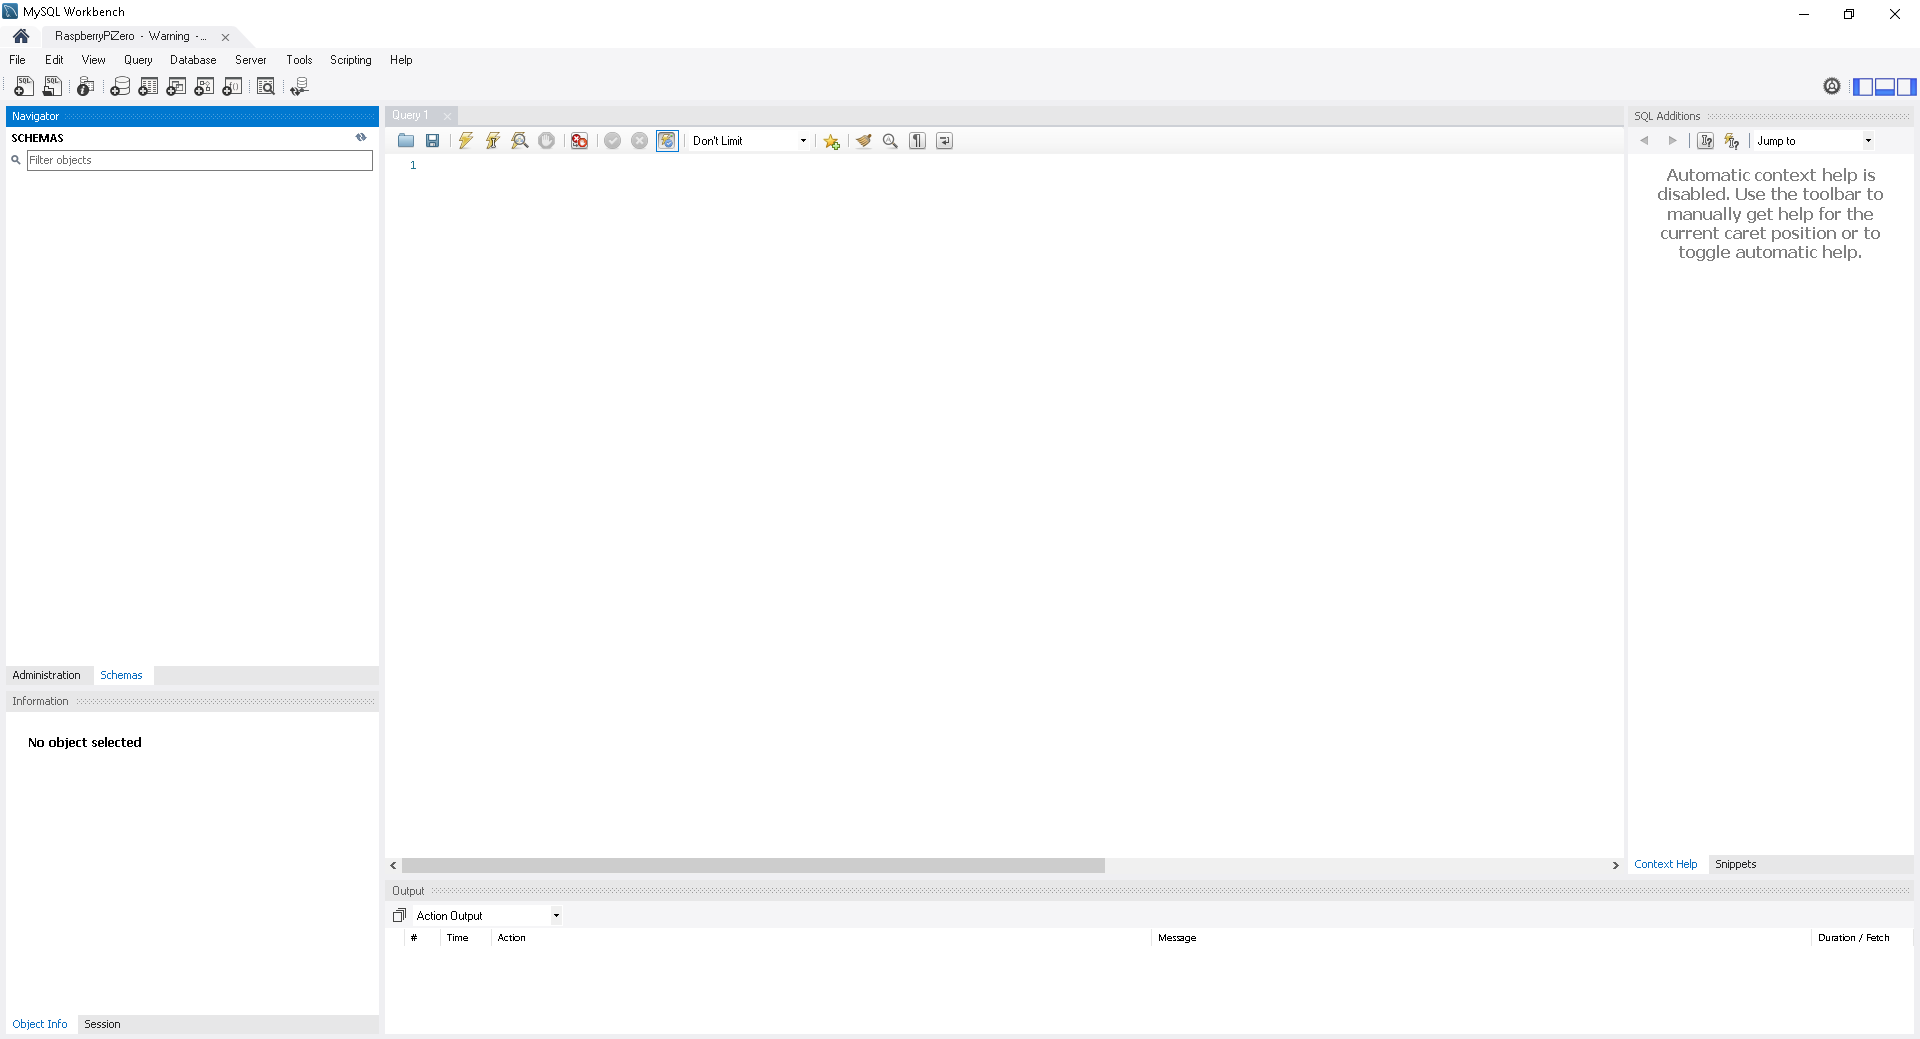 MySQL Workbench
RaspberryPiZero - Warning -...
File Edit View Query Database Server Tools Scripting Help
SQL SQL
Navigator
SCHEMAS
Filter objects
Administration Schemas
Information
No object selected
Object Info Session
Query 1
Don't Limit
1
Output
Action Output
# Time Action Message Duration / Fetch
SQL Additions
Jump to
Automatic context help is
disabled. Use the toolbar to
manually get help for the
current caret position or to
toggle automatic help.
Context Help Snippets